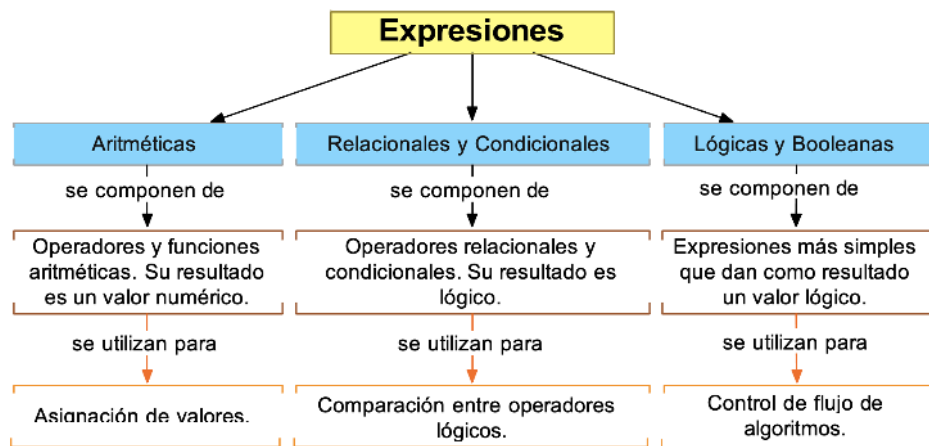 Expresiones
Aritméticas
Relacionales y Condicionales
Lógicas y Booleanas
se componen de
se componen de
se componen de
Operadores y funciones
aritméticas. Su resultado
es un valor numérico.
Operadores relacionales y
condicionales. Su resultado es
lógico.
Expresiones más simples
que dan como resultado
un valor lógico.
se utilizan para
se utilizan para
se utilizan para
Asignación de valores.
Comparación entre operadores
lógicos.
Control de flujo de
algoritmos.